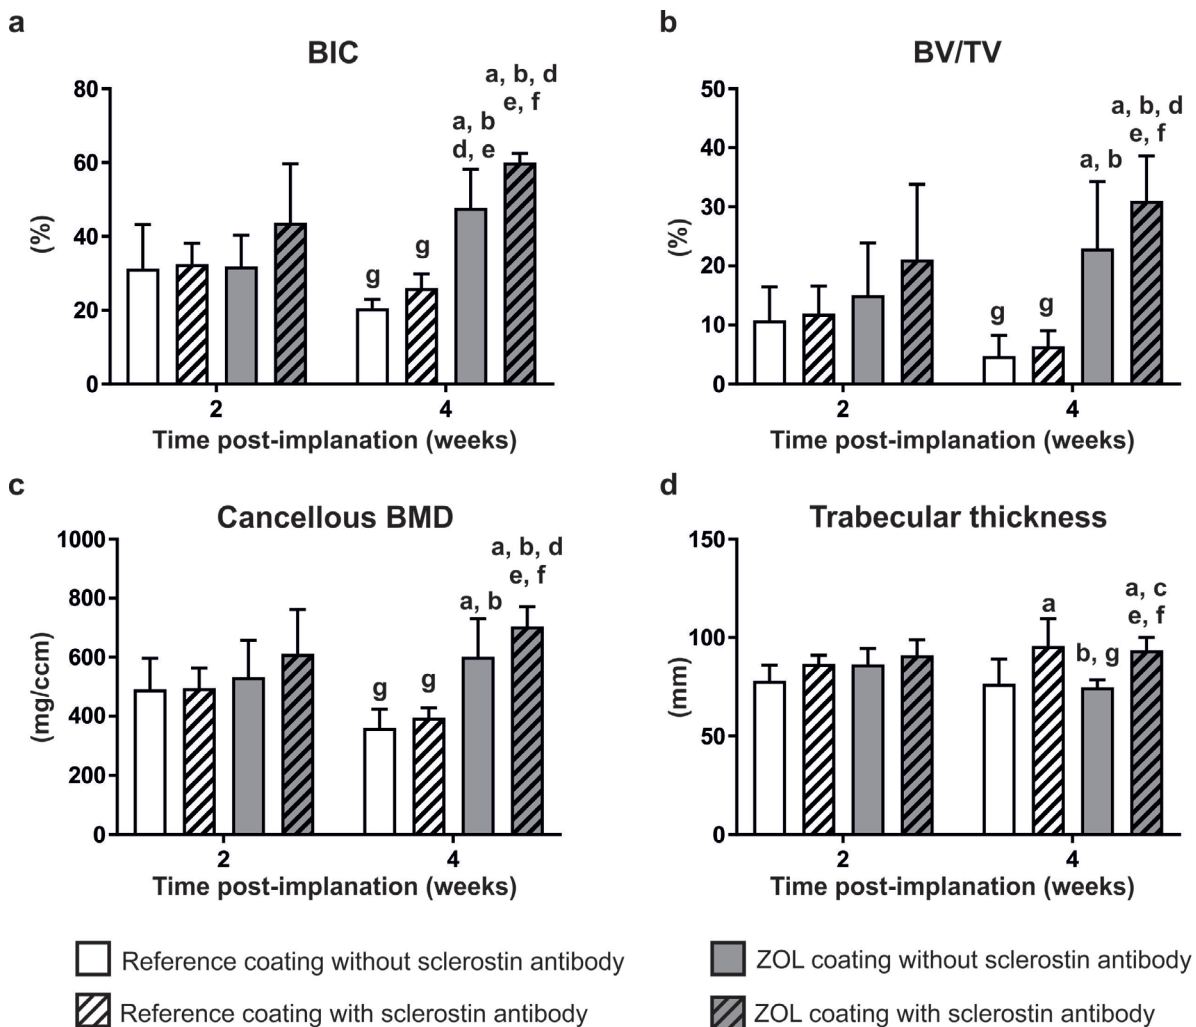 a
BIC
80
60
40
20
0
(%)
a, b, d
e, f
a, b
d, e
g
g
2
4
Time post-implanation (weeks)
b
BV/TV
50
40
30
20
10
0
(%)
a, b, d
e, f
a, b
g
g
2
4
Time post-implanation (weeks)
c
Cancellous BMD
1000
800
600
400
200
0
(mg/ccm)
a, b, d
e, f
a, b
g
g
2
4
Time post-implanation (weeks)
d
Trabecular thickness
150
100
50
0
(mm)
a
a, c
e, f
b, g
2
4
Time post-implanation (weeks)
Reference coating without sclerostin antibody
ZOL coating without sclerostin antibody
Reference coating with sclerostin antibody
ZOL coating with sclerostin antibody